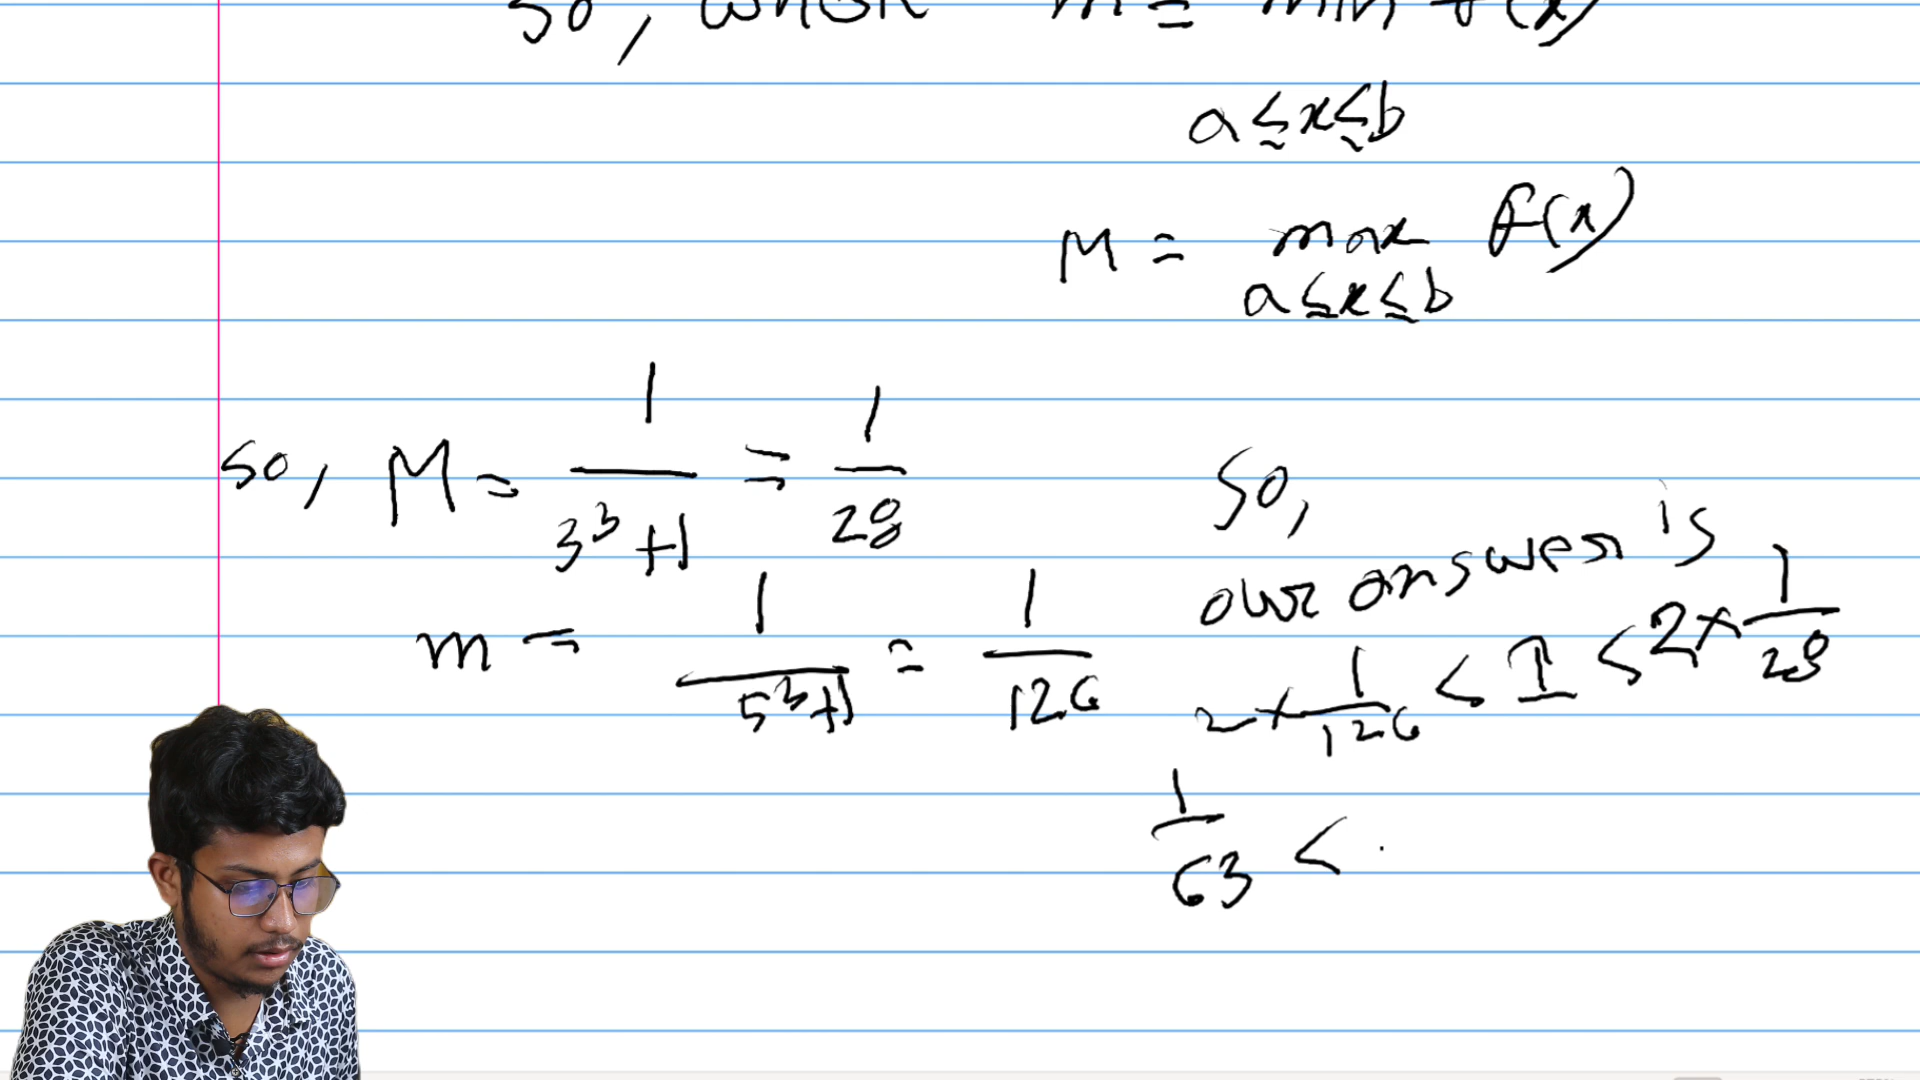 So, when m = min f(x)
a ≤ x ≤ b
M = max f(x)
a ≤ x ≤ b
so, M = 1/(3³+1) = 1/28
m = 1/(5³+1) = 1/126
So,
our answer is
2 × 1/126 < I < 2 × 1/28
1/63 <